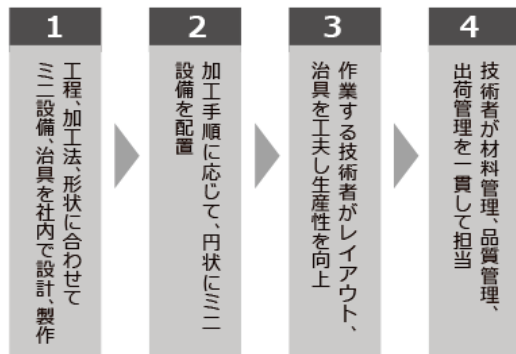 1
工程、加工法、形状に合わせて
ミニ設備、治具を社内で設計、製作
2
加工手順に応じて、円状にミニ
設備を配置
3
作業する技術者がレイアウト、
治具を工夫し生産性を向上
4
技術者が材料管理、品質管理、
出荷管理を一貫して担当